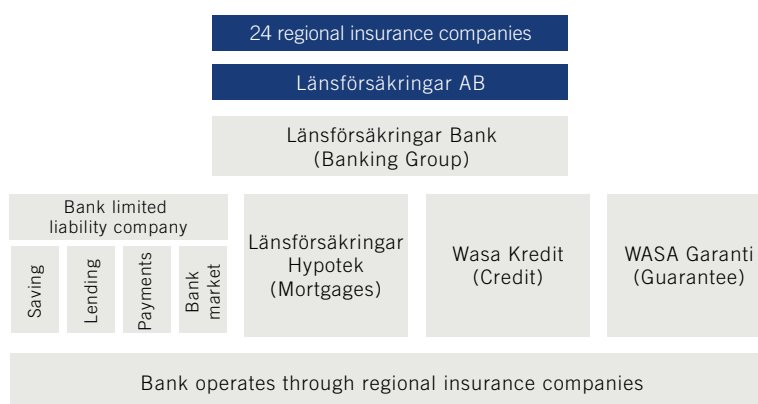 24 regional insurance companies
Länsförsäkringar AB
Länsförsäkringar Bank
(Banking Group)
Bank limited
liability company
Saving
Lending
Payments
Bank
market
Länsförsäkringar
Hypotek
(Mortgages)
Wasa Kredit
(Credit)
WASA Garanti
(Guarantee)
Bank operates through regional insurance companies